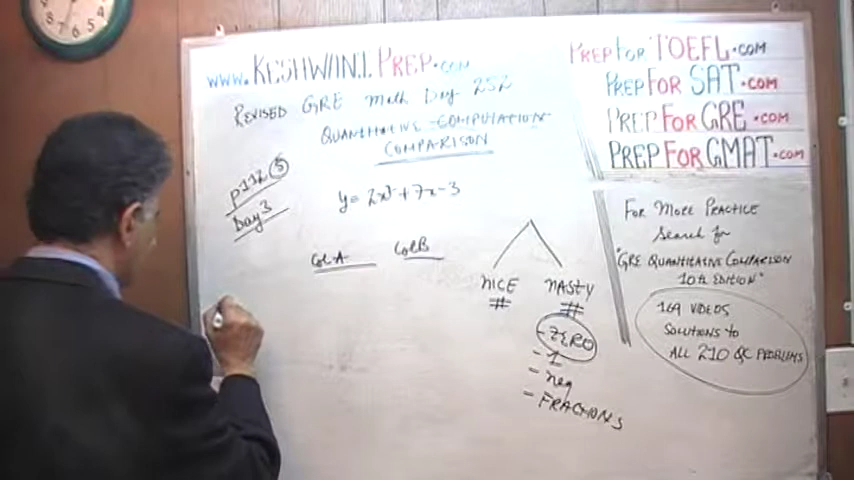 www.KESHWANI PREP.com
REVISED GRE Math Day 252
QUANTITATIVE COMPUTATION
COMPARISON
P112 5
Day 3
y = 2x² + 7x - 3
Col A Col B
NICE NASTY
# #
- ZERO
- 1
- neg
- FRACTIONS
PREP FOR TOEFL.COM
PREP FOR SAT.COM
PREP FOR GRE.COM
PREP FOR GMAT.COM
FOR MORE PRACTICE
Search for
"GRE QUANTITATIVE COMPARISON
10th EDITION"
169 VIDEOS
SOLUTIONS to
ALL 210 QC PROBLEMS